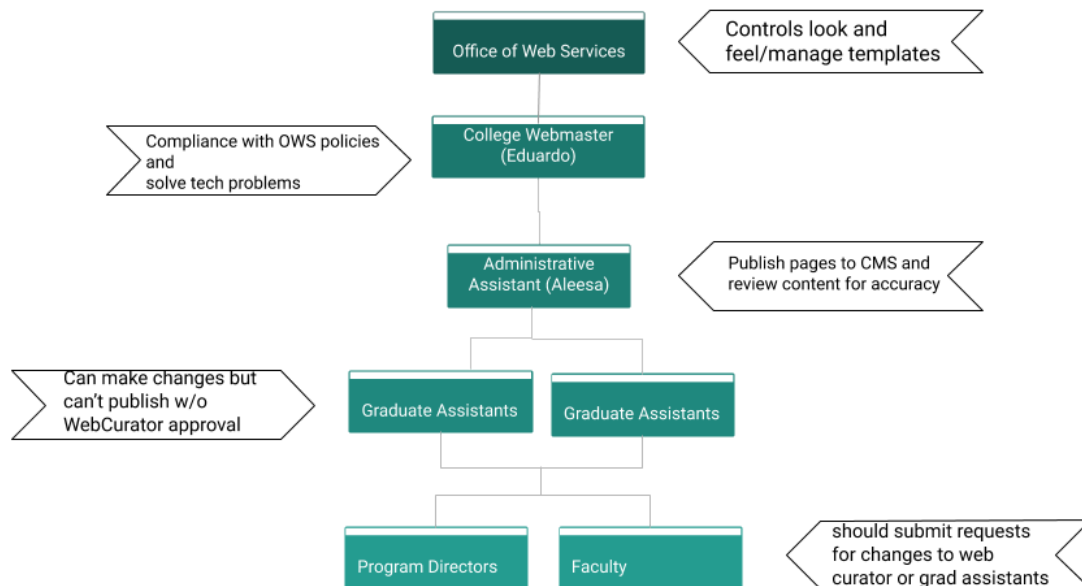 Office of Web Services
Controls look and
feel/manage templates
Compliance with OWS policies
and
solve tech problems
College Webmaster
(Eduardo)
Administrative
Assistant (Aleesa)
Publish pages to CMS and
review content for accuracy
Can make changes but
can't publish w/o
WebCurator approval
Graduate Assistants
Graduate Assistants
Program Directors
Faculty
should submit requests
for changes to web
curator or grad assistants